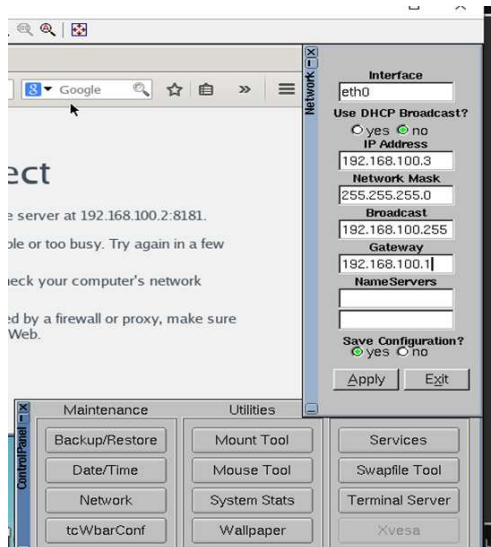 Google
»
ect
e server at 192.168.100.2:8181.
ble or too busy. Try again in a few
heck your computer's network
ed by a firewall or proxy, make sure
Web.
Network
Interface
eth0
Use DHCP Broadcast?
yes no
IP Address
192.168.100.3
Network Mask
255.255.255.0
Broadcast
192.168.100.255
Gateway
192.168.100.1
NameServers
Save Configuration?
yes no
Apply Exit
ControlPanel
Maintenance Utilities
Backup/Restore Mount Tool Services
Date/Time Mouse Tool Swapfile Tool
Network System Stats Terminal Server
tcWbarConf Wallpaper Xvesa